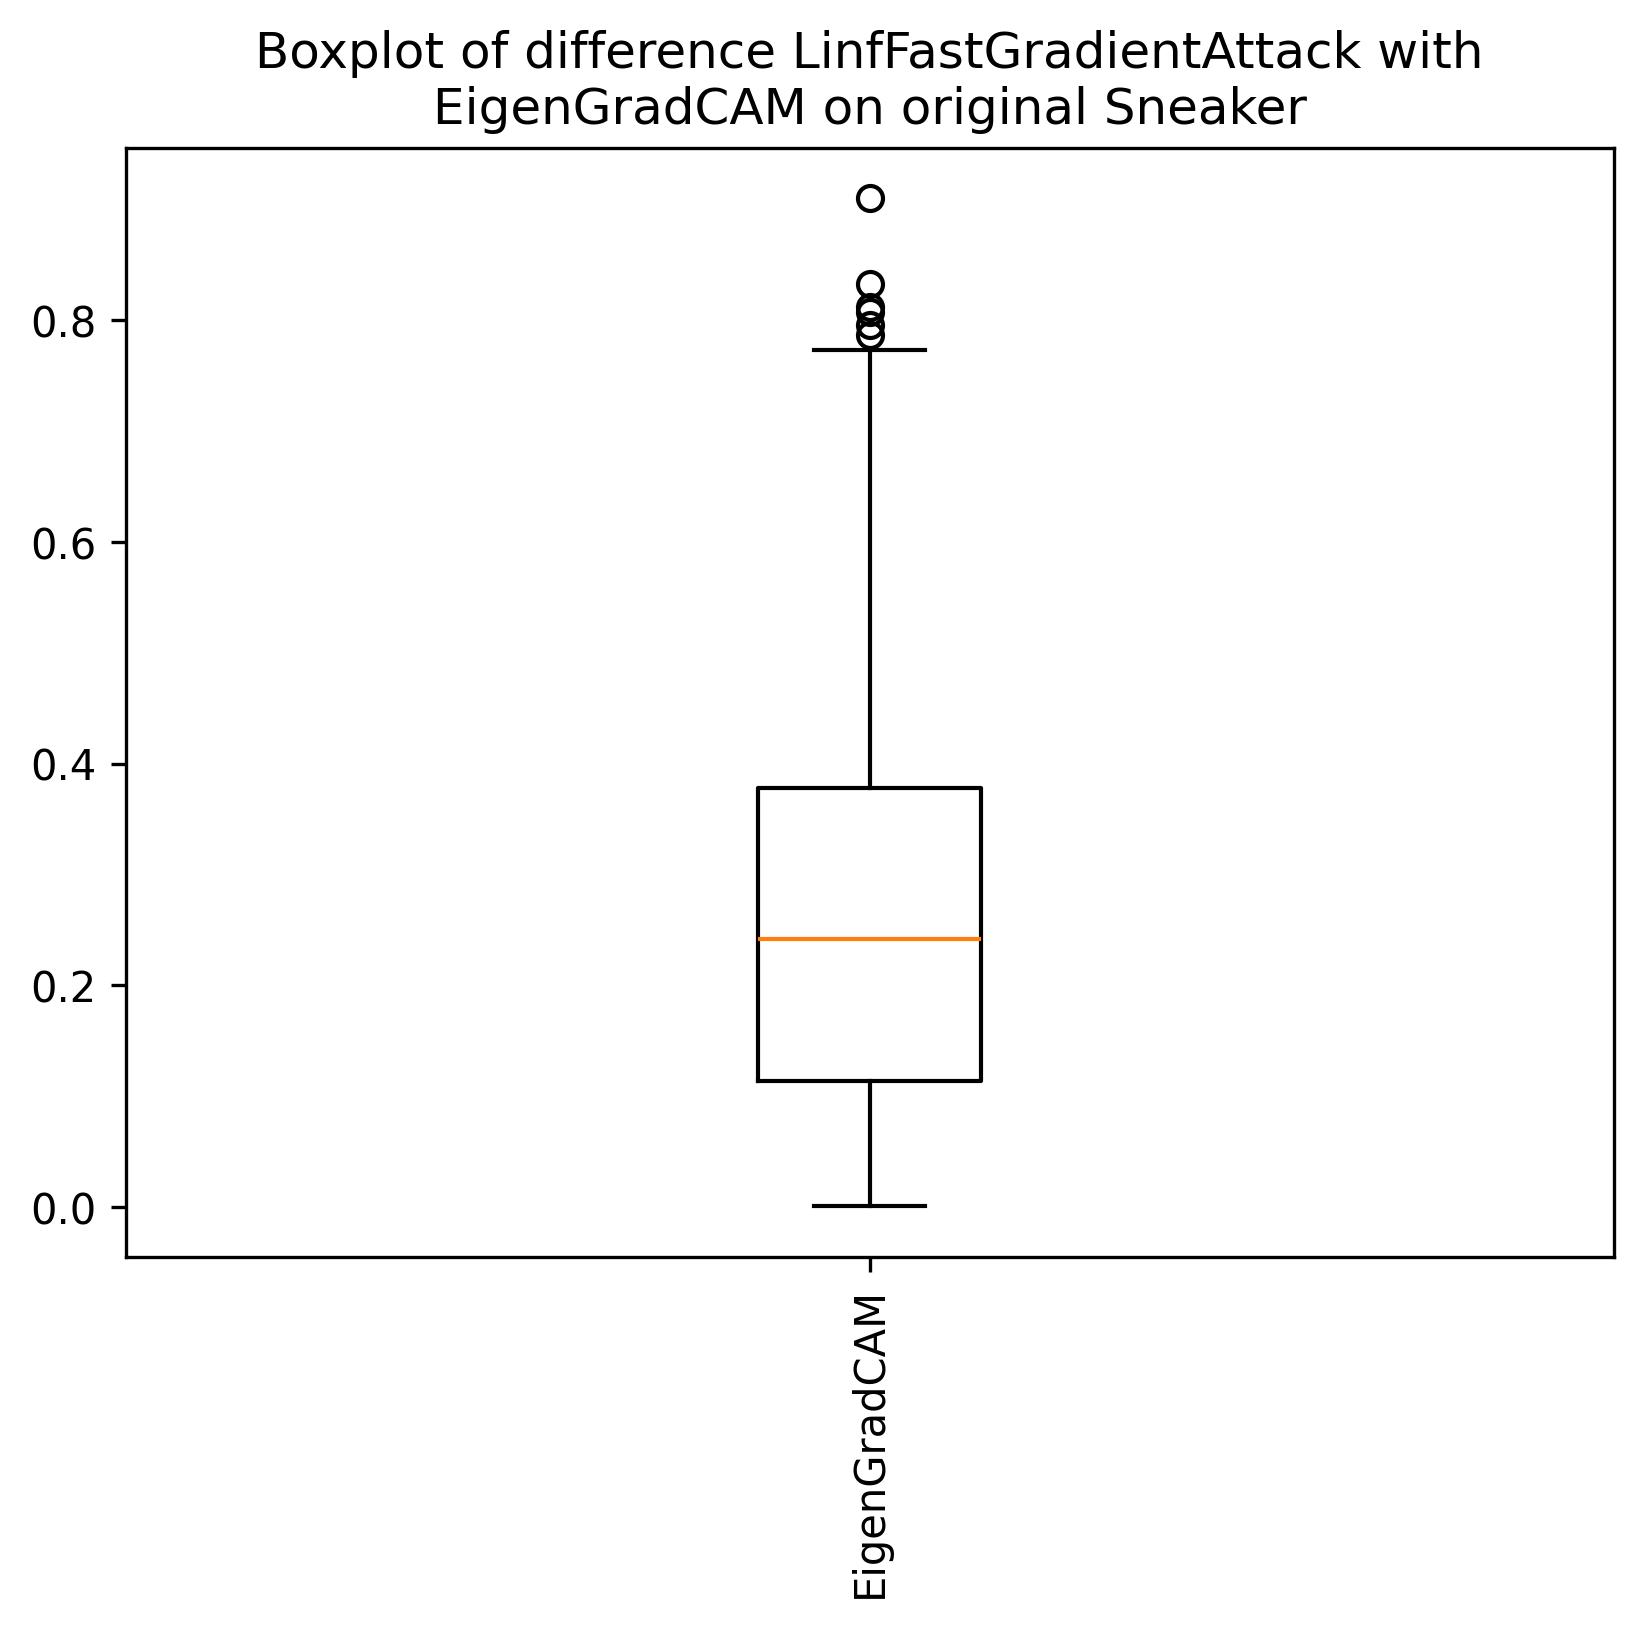 Boxplot of difference LinfFastGradientAttack with
EigenGradCAM on original Sneaker
0.8
0.6
0.4
0.2
0.0
EigenGradCAM